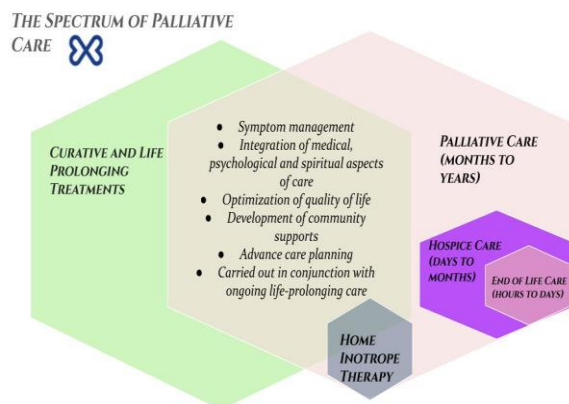 THE SPECTRUM OF PALLIATIVE
CARE
CURATIVE AND LIFE
PROLONGING TREATMENTS
● Symptom management
● Integration of medical,
psychological and spiritual aspects
of care
● Optimization of quality of life
● Development of community
supports
● Advance care planning
● Carried out in conjunction with
ongoing life-prolonging care
PALLIATIVE CARE
(MONTHS TO
YEARS)
HOSPICE CARE
(DAYS TO
MONTHS)
END OF LIFE CARE
(HOURS TO DAYS)
HOME
INOTROPE
THERAPY